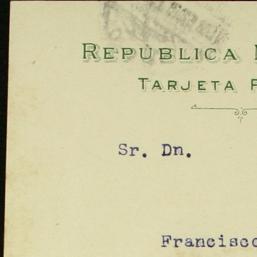 REPUBLICA
TARJETA
Sr. Dn.
Francisco